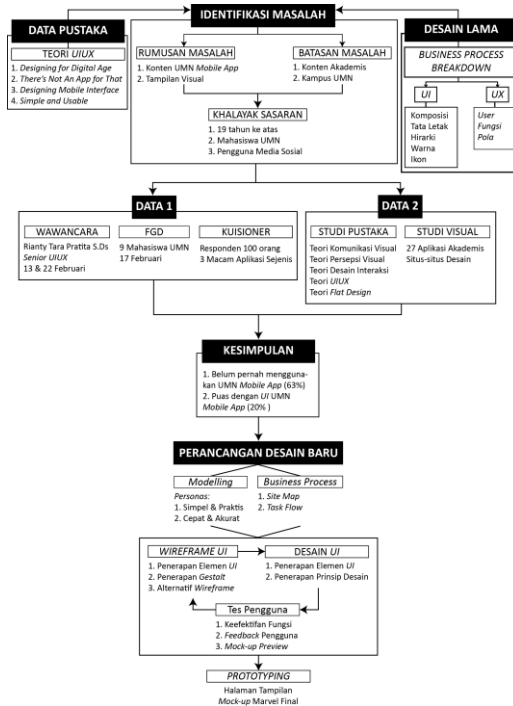 DATA PUSTAKA
TEORI UIUX
1. Designing for Digital Age
2. There's Not An App for That
3. Designing Mobile Interface
4. Simple and Usable
IDENTIFIKASI MASALAH
RUMUSAN MASALAH
1. Konten UMN Mobile App
2. Tampilan Visual
BATASAN MASALAH
1. Konten Akademis
2. Kampus UMN
KHALAYAK SASARAN
1. 19 tahun ke atas
2. Mahasiswa UMN
3. Pengguna Media Sosial
DESAIN LAMA
BUSINESS PROCESS
BREAKDOWN
UI
Komposisi
Tata Letak
Hirarki
Warna
Ikon
UX
User
Fungsi
Pola
DATA 1
WAWANCARA
Rianty Tara Pratita S.Ds
Senior UIUX
13 & 22 Februari
FGD
9 Mahasiswa UMN
17 Februari
KUISIONER
Responden 100 orang
3 Macam Aplikasi Sejenis
DATA 2
STUDI PUSTAKA
Teori Komunikasi Visual
Teori Persepsi Visual
Teori Desain Interaksi
Teori UIUX
Teori Flat Design
STUDI VISUAL
27 Aplikasi Akademis
Situs-situs Desain
KESIMPULAN
1. Belum pernah mengguna-
kan UMN Mobile App (63%)
2. Puas dengan UI UMN
Mobile App (20% )
PERANCANGAN DESAIN BARU
Modelling
Personas:
1. Simpel & Praktis
2. Cepat & Akurat
Business Process
1. Site Map
2. Task Flow
WIREFRAME UI
1. Penerapan Elemen UI
2. Penerapan Gestalt
3. Alternatif Wireframe
DESAIN UI
1. Penerapan Elemen UI
2. Penerapan Prinsip Desain
Tes Pengguna
1. Keefektifan Fungsi
2. Feedback Pengguna
3. Mock-up Preview
PROTOTYPING
Halaman Tampilan
Mock-up Marvel Final